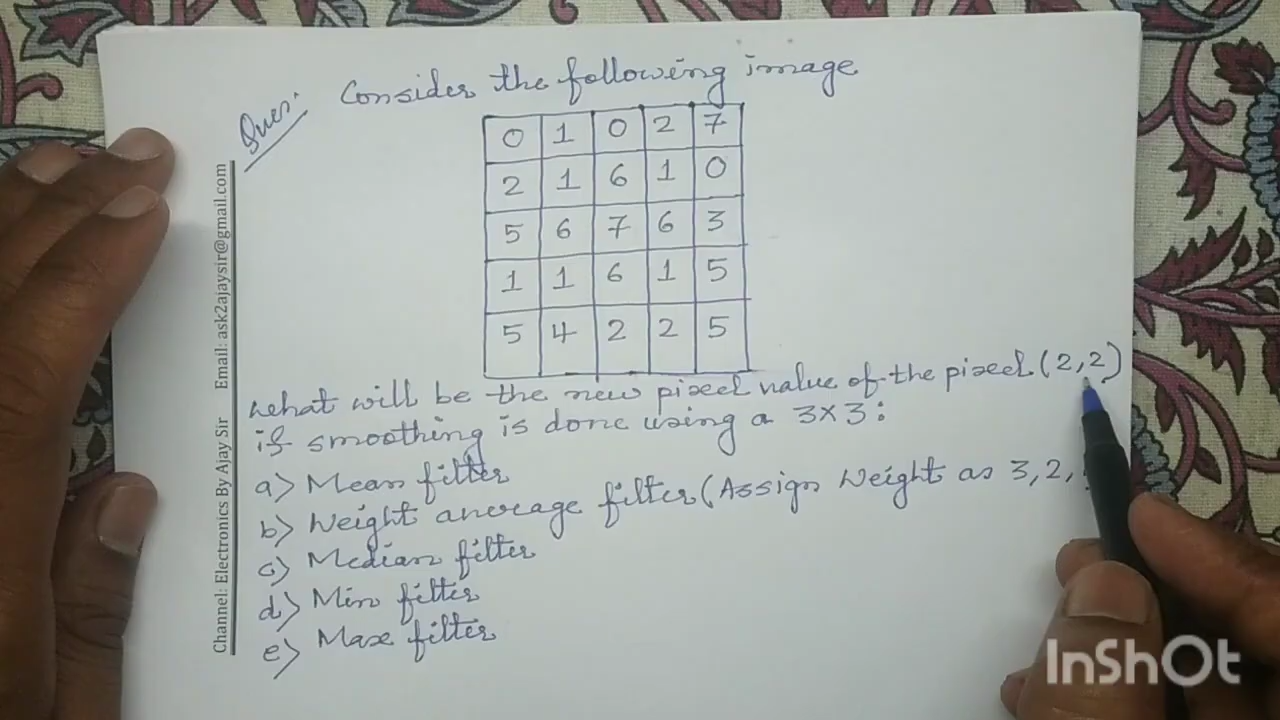 Ques:
Consider the following image
0 1 0 2 7
2 1 6 1 0
5 6 7 6 3
1 1 6 1 5
5 4 2 2 5
what will be the new pixel value of the pixel (2,2)
if smoothing is done using a 3×3:
a) Mean filter
b) Weight average filter (Assign Weight as 3,2,
c) Median filter
d) Min filter
e) Max filter
Channel: Electronics By Ajay Sir Email: ask2ajaysir@gmail.com
InShOt